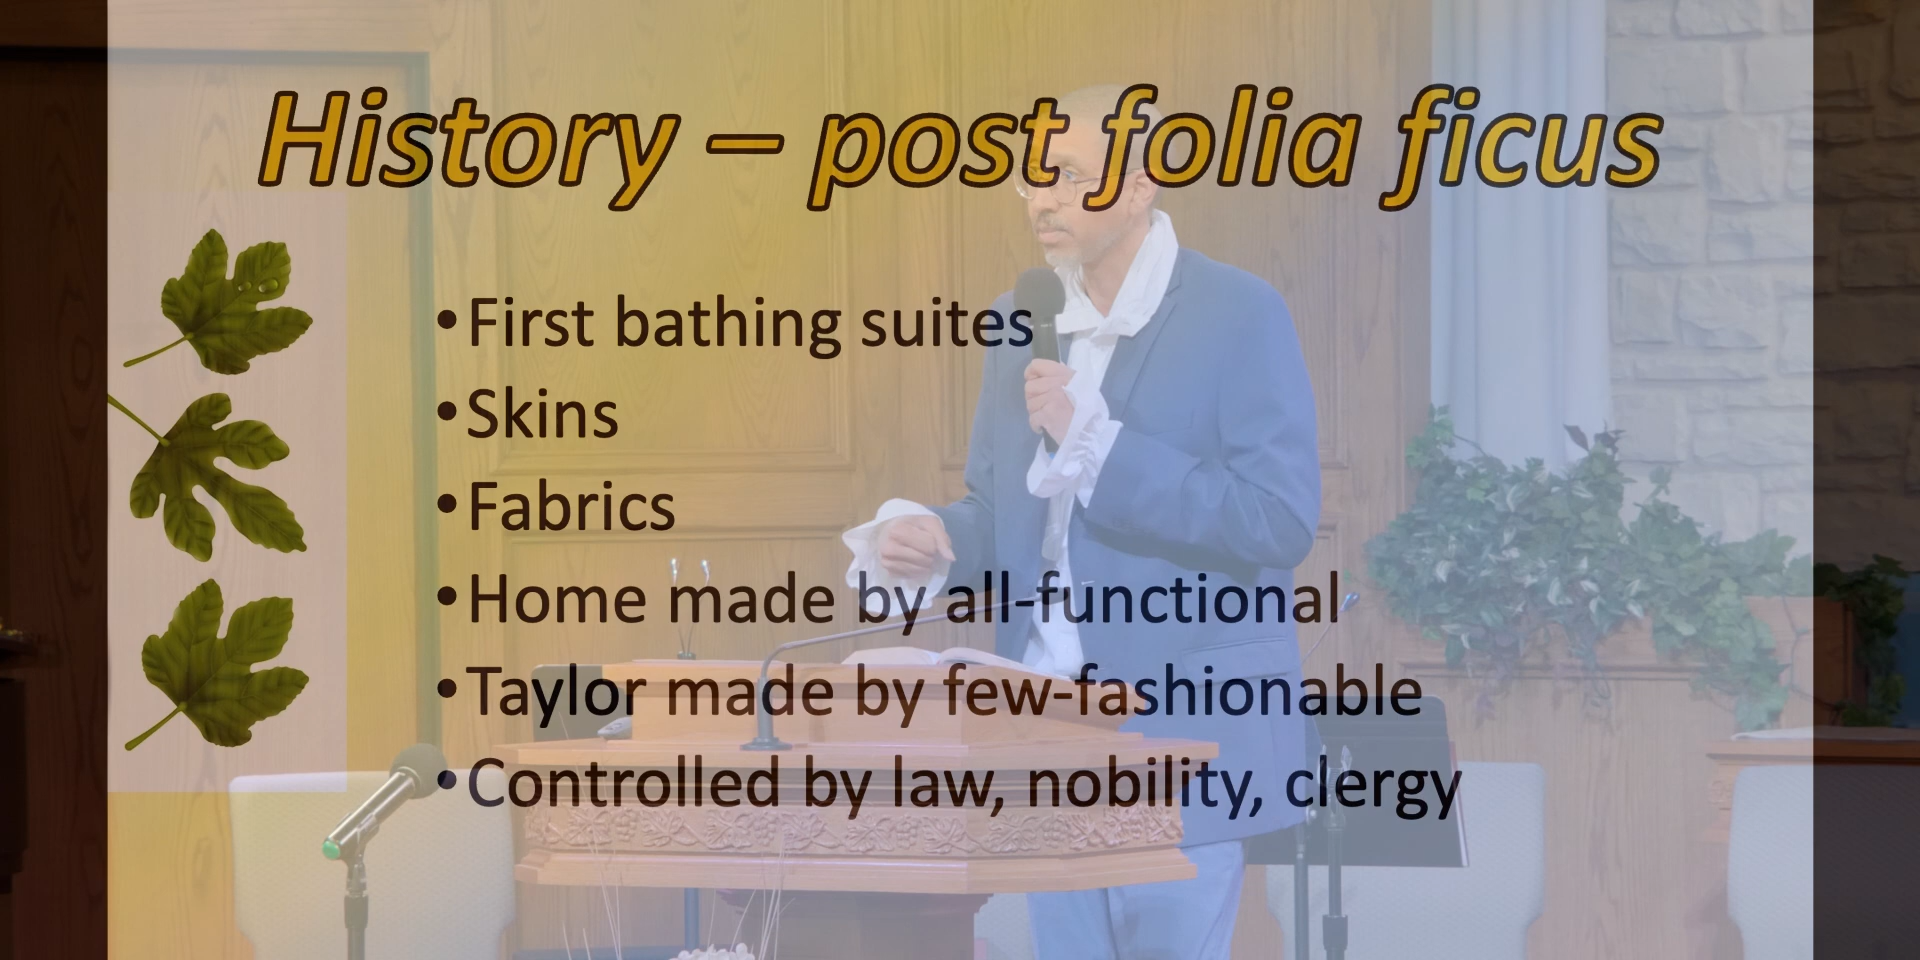 History – post folia ficus
•First bathing suites
•Skins
•Fabrics
•Home made by all-functional
•Taylor made by few-fashionable
•Controlled by law, nobility, clergy